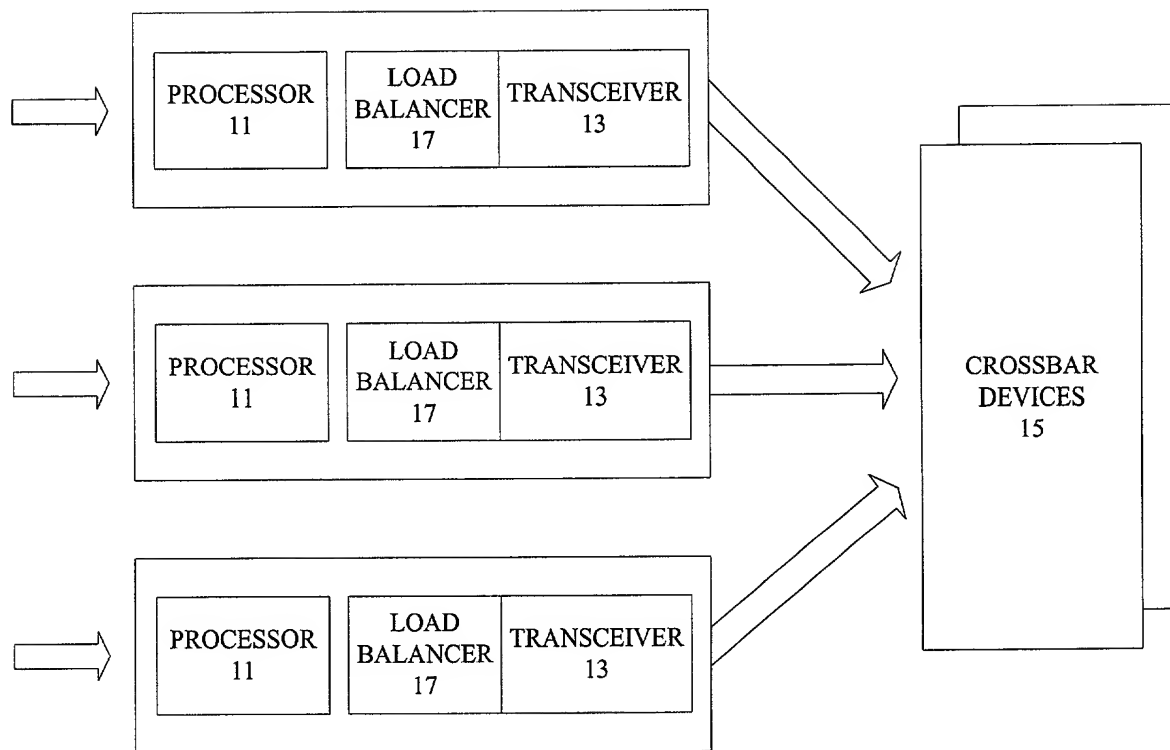 PROCESSOR
11
LOAD
BALANCER
17
TRANSCEIVER
13
PROCESSOR
11
LOAD
BALANCER
17
TRANSCEIVER
13
CROSSBAR
DEVICES
15
PROCESSOR
11
LOAD
BALANCER
17
TRANSCEIVER
13